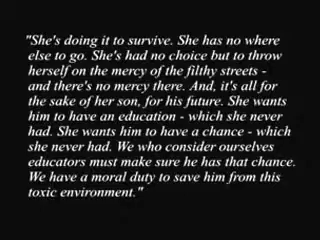 "She's doing it to survive. She has no where
else to go. She's had no choice but to throw
herself on the mercy of the filthy streets -
and there's no mercy there. And, it's all for
the sake of her son, for his future. She wants
him to have an education - which she never
had. She wants him to have a chance - which
she never had. We who consider ourselves
educators must make sure he has that chance.
We have a moral duty to save him from this
toxic environment."